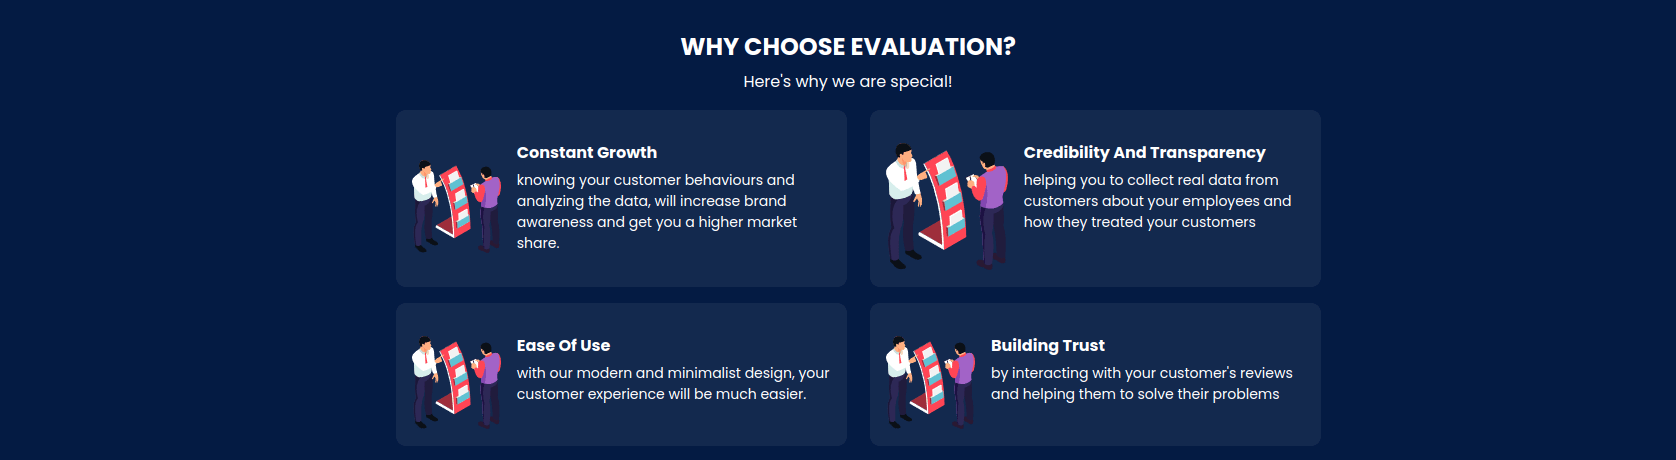 WHY CHOOSE EVALUATION?
Here's why we are special!
Constant Growth
knowing your customer behaviours and
analyzing the data, will increase brand
awareness and get you a higher market
share.
Credibility And Transparency
helping you to collect real data from
customers about your employees and
how they treated your customers
Ease Of Use
with our modern and minimalist design, your
customer experience will be much easier.
Building Trust
by interacting with your customer's reviews
and helping them to solve their problems